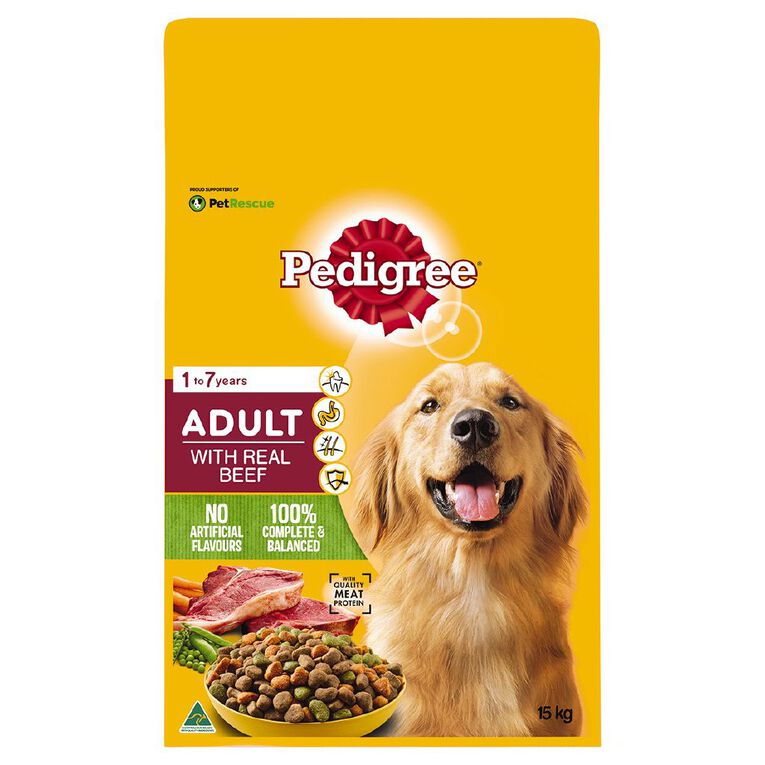 PROUD SUPPORTERS OF
PetRescue
Pedigree®
1 to 7 years
ADULT
WITH REAL
BEEF
NO
ARTIFICIAL
FLAVOURS
100%
COMPLETE &
BALANCED
WITH
QUALITY
MEAT
PROTEIN
15 kg